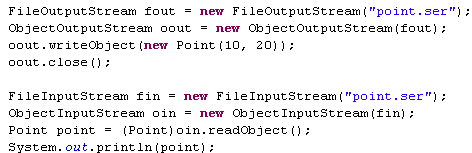 FileOutputStream fout = new FileOutputStream("point.ser");
ObjectOutputStream oout = new ObjectOutputStream(fout);
oout.writeObject(new Point(10, 20));
oout.close();
FileInputStream fin = new FileInputStream("point.ser");
ObjectInputStream oin = new ObjectInputStream(fin);
Point point = (Point)oin.readObject();
System.out.println(point);